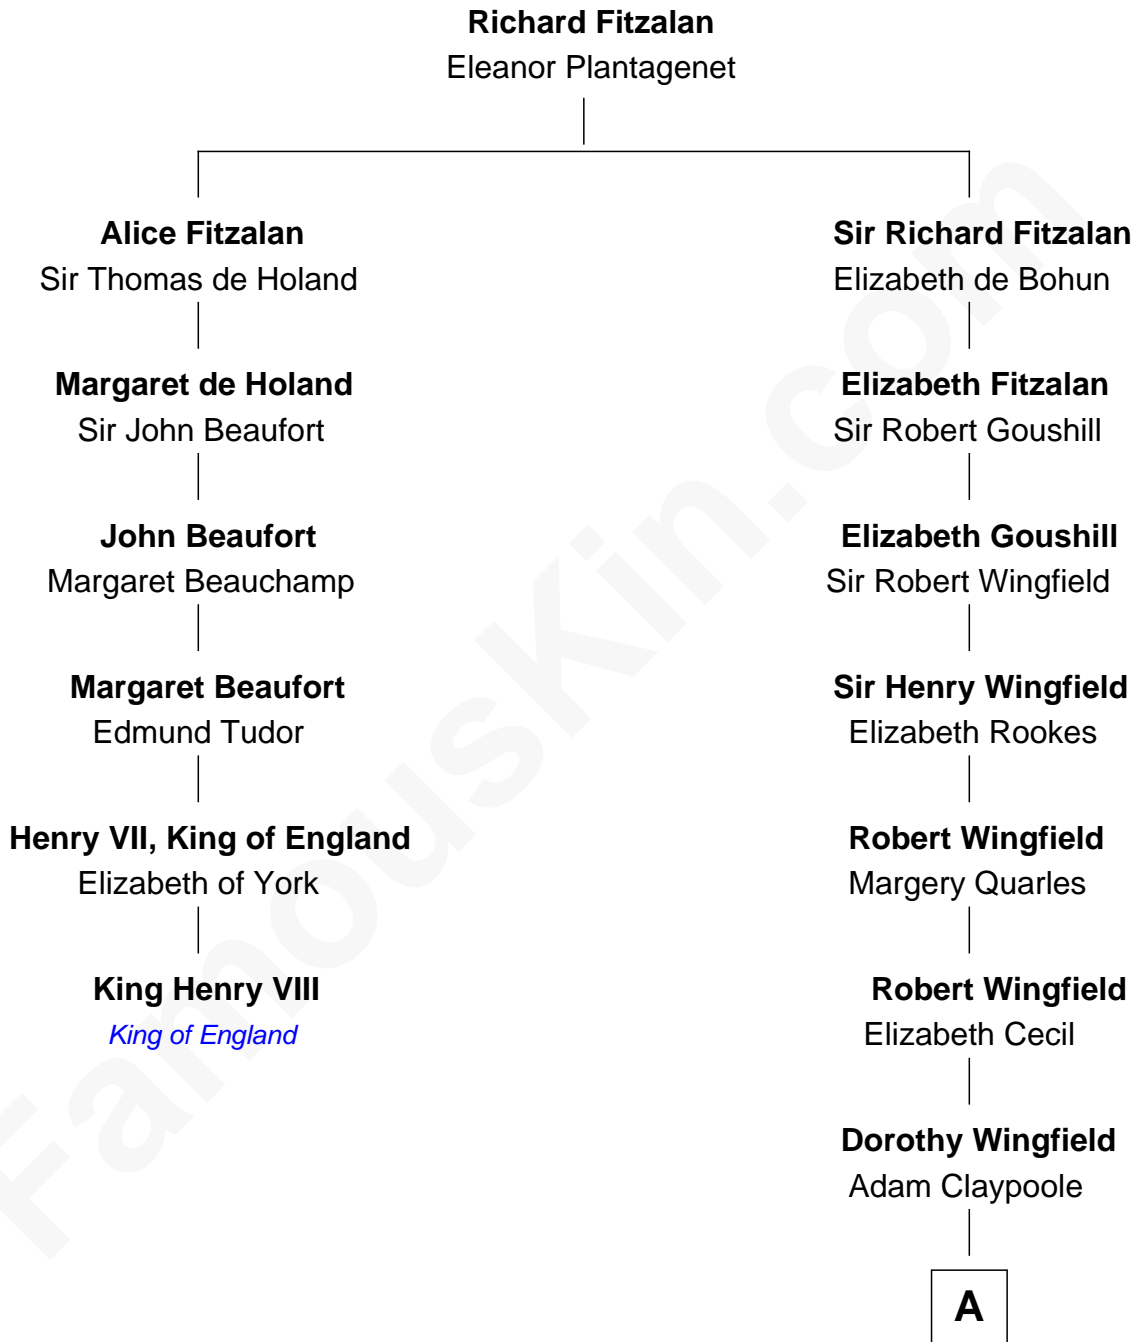 Richard Fitzalan
Eleanor Plantagenet
Alice Fitzalan
Sir Thomas de Holand
Margaret de Holand
Sir John Beaufort
John Beaufort
Margaret Beauchamp
Margaret Beaufort
Edmund Tudor
Henry VII, King of England
Elizabeth of York
King Henry VIII
King of England
Sir Richard Fitzalan
Elizabeth de Bohun
Elizabeth Fitzalan
Sir Robert Goushill
Elizabeth Goushill
Sir Robert Wingfield
Sir Henry Wingfield
Elizabeth Rookes
Robert Wingfield
Margery Quarles
Robert Wingfield
Elizabeth Cecil
Dorothy Wingfield
Adam Claypoole
A
FamousKin.com